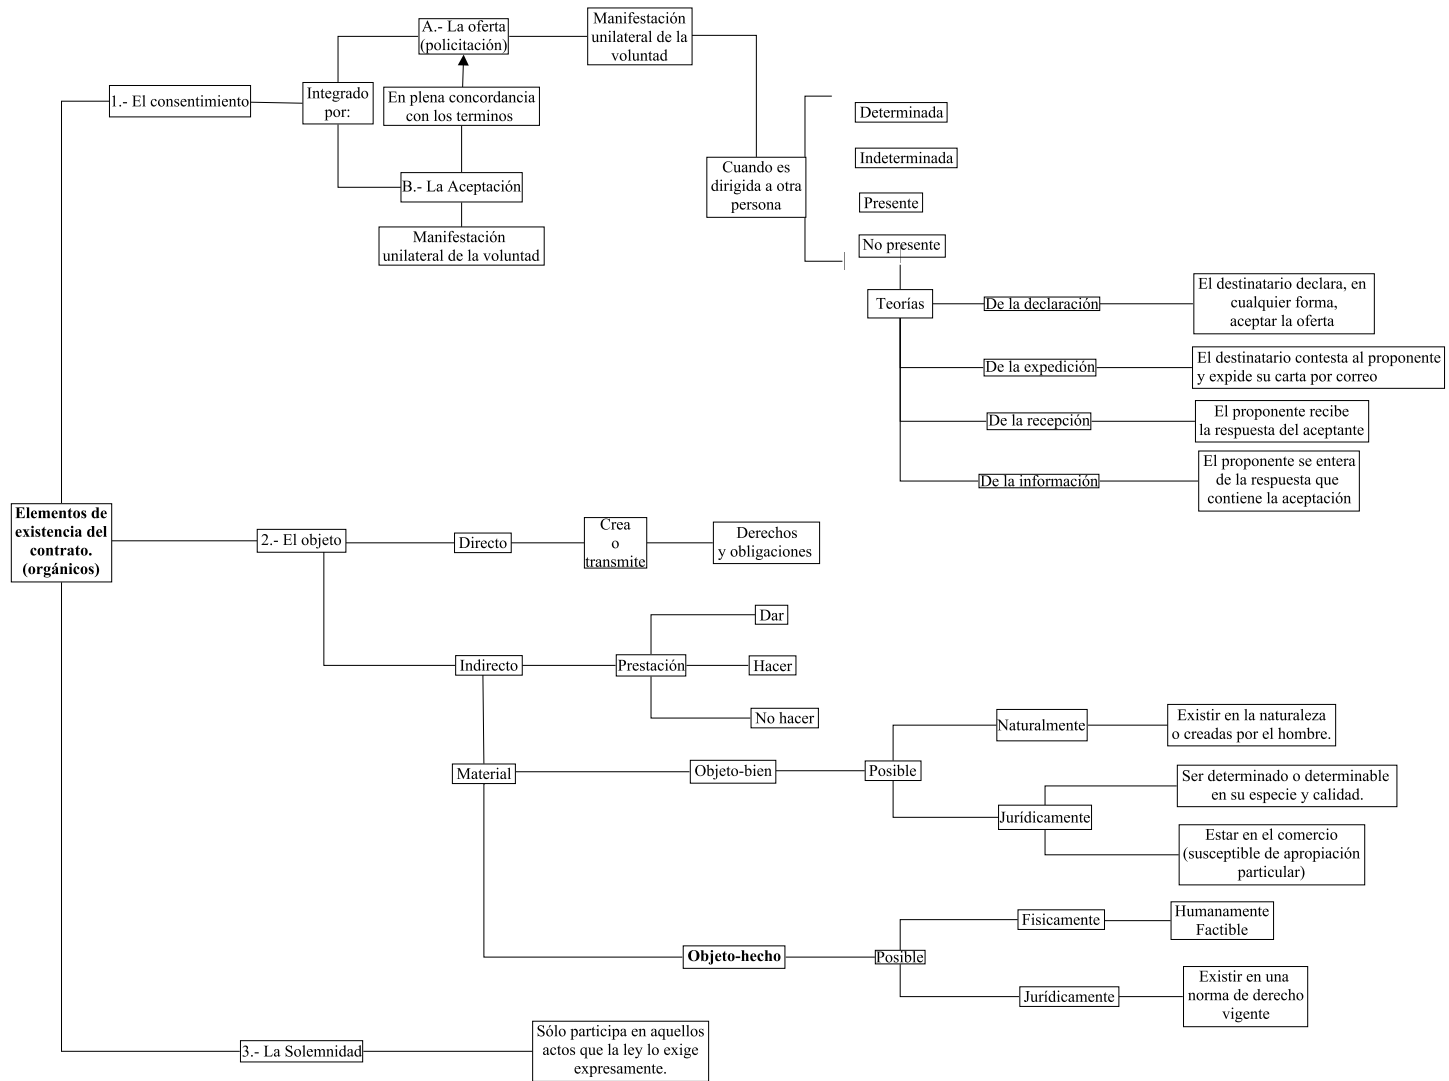 A.- La oferta
(policitación)
Manifestación
unilateral de la
voluntad
1.- El consentimiento
Integrado
por:
En plena concordancia
con los terminos
B.- La Aceptación
Manifestación
unilateral de la voluntad
Cuando es
dirigida a otra
persona
Determinada
Indeterminada
Presente
No presente
Teorías
De la declaración
El destinatario declara, en
cualquier forma,
aceptar la oferta
De la expedición
El destinatario contesta al proponente
y expide su carta por correo
De la recepción
El proponente recibe
la respuesta del aceptante
De la información
El proponente se entera
de la respuesta que
contiene la aceptación
Elementos de
existencia del
contrato.
(orgánicos)
2.- El objeto
Directo
Crea
o
transmite
Derechos
y obligaciones
Indirecto
Prestación
Dar
Hacer
No hacer
Material
Objeto-bien
Posible
Naturalmente
Existir en la naturaleza
o creadas por el hombre.
Jurídicamente
Ser determinado o determinable
en su especie y calidad.
Estar en el comercio
(susceptible de apropiación
particular)
Objeto-hecho
Posible
Fisicamente
Humanamente
Factible
Jurídicamente
Existir en una
norma de derecho
vigente
3.- La Solemnidad
Sólo participa en aquellos
actos que la ley lo exige
expresamente.